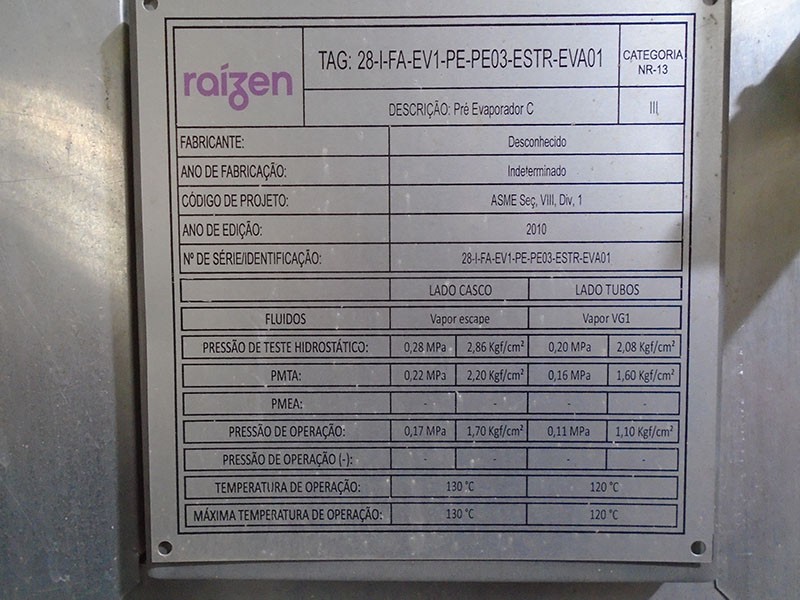 raízen
TAG: 28-I-FA-EV1-PE-PE03-ESTR-EVA01
CATEGORIA
NR-13
DESCRIÇÃO: Pré Evaporador C
III,
FABRICANTE: Desconhecido
ANO DE FABRICAÇÃO: Indeterminado
CÓDIGO DE PROJETO: ASME Seç, VIII, Div, 1
ANO DE EDIÇÃO: 2010
Nº DE SÉRIE/IDENTIFICAÇÃO: 28-I-FA-EV1-PE-PE03-ESTR-EVA01
LADO CASCO LADO TUBOS
FLUIDOS Vapor escape Vapor VG1
PRESSÃO DE TESTE HIDROSTÁTICO: 0,28 MPa 2,86 Kgf/cm² 0,20 MPa 2,08 Kgf/cm²
PMTA: 0,22 MPa 2,20 Kgf/cm² 0,16 MPa 1,60 Kgf/cm²
PMEA: - - - -
PRESSÃO DE OPERAÇÃO: 0,17 MPa 1,70 Kgf/cm² 0,11 MPa 1,10 Kgf/cm²
PRESSÃO DE OPERAÇÃO (-): - - - -
TEMPERATURA DE OPERAÇÃO: 130 °C 120 °C
MÁXIMA TEMPERATURA DE OPERAÇÃO: 130 °C 120 °C